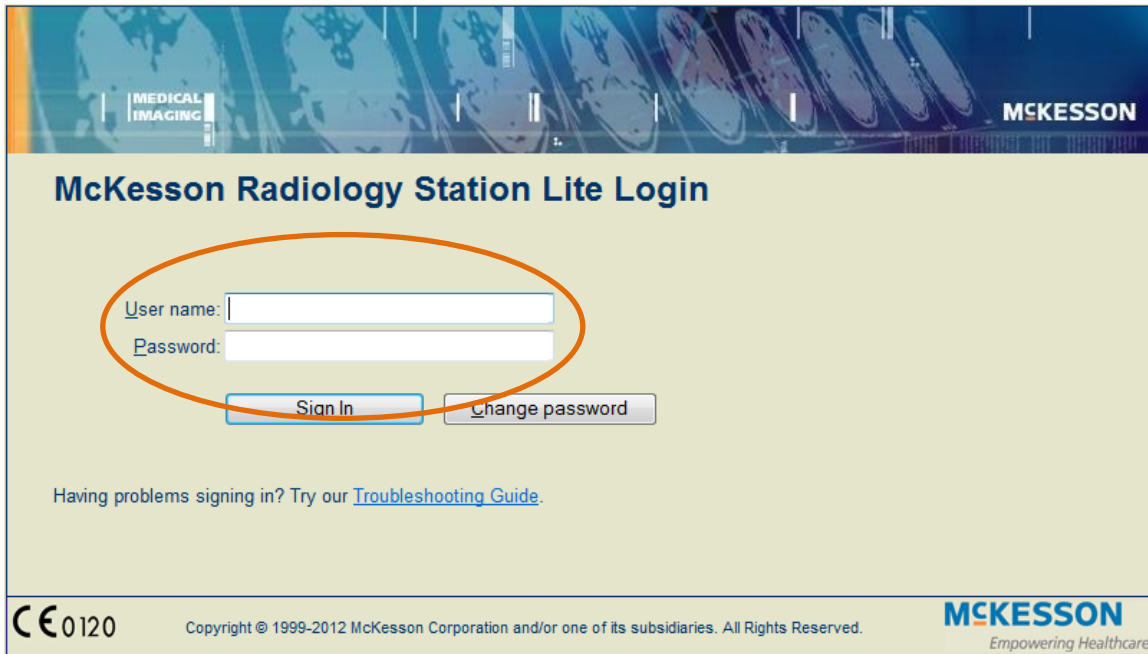 MEDICAL
IMAGING
MCKESSON
McKesson Radiology Station Lite Login
User name:
Password:
Sign In Change password
Having problems signing in? Try our Troubleshooting Guide.
CE 0120 Copyright © 1999-2012 McKesson Corporation and/or one of its subsidiaries. All Rights Reserved.
MCKESSON
Empowering Healthcare